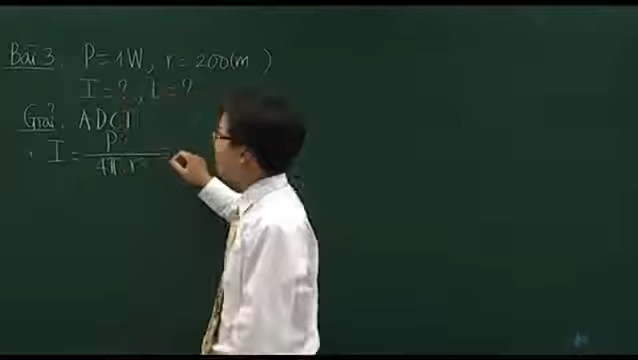 Bài 3. P = 1W, r = 200(m)
I = ?, L = ?
Giải: ADCT
I = P / 4π.r² =